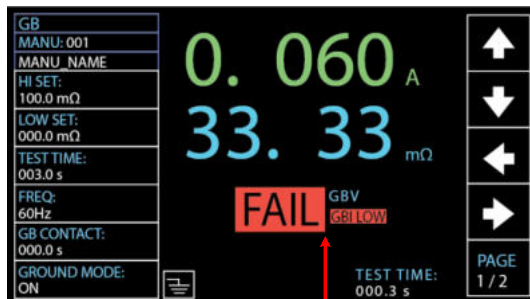 GB
MANU: 001
MANU_NAME
HI SET:
100.0 mΩ
LOW SET:
000.0 mΩ
TEST TIME:
003.0 s
FREQ:
60Hz
GB CONTACT:
000.0 s
GROUND MODE:
ON
0. 060 A
33. 33 mΩ
FAIL
GBV
GBI LOW
TEST TIME:
000.3 s
PAGE
1 / 2